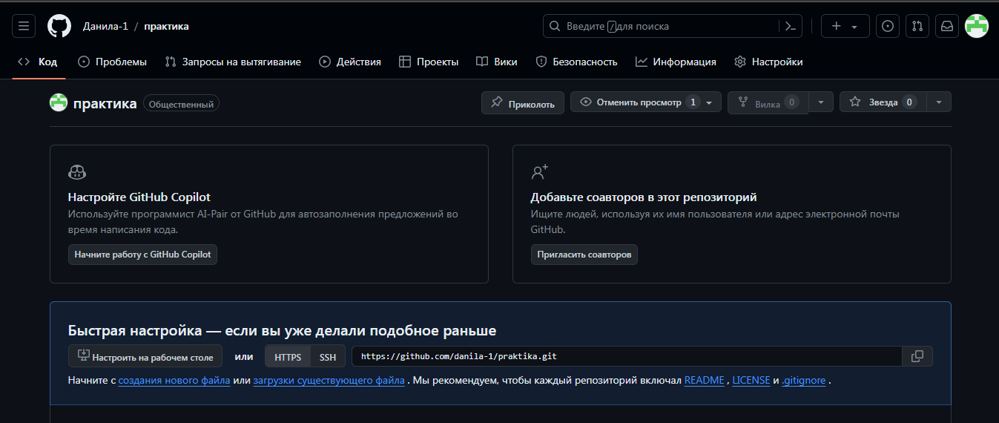 Данила-1 / практика
Введите / для поиска
Код Проблемы Запросы на вытягивание Действия Проекты Вики Безопасность Информация Настройки
практика Общественный
Приколоть Отменить просмотр 1 Вилка 0 Звезда 0
Настройте GitHub Copilot
Используйте программист AI-Pair от GitHub для автозаполнения предложений во
время написания кода.
Начните работу с GitHub Copilot
Добавьте соавторов в этот репозиторий
Ищите людей, используя их имя пользователя или адрес электронной почты
GitHub.
Пригласить соавторов
Быстрая настройка — если вы уже делали подобное раньше
Настроить на рабочем столе или HTTPS SSH https://github.com/danila-1/praktika.git
Начните с создания нового файла или загрузки существующего файла . Мы рекомендуем, чтобы каждый репозиторий включал README , LICENSE и .gitignore .